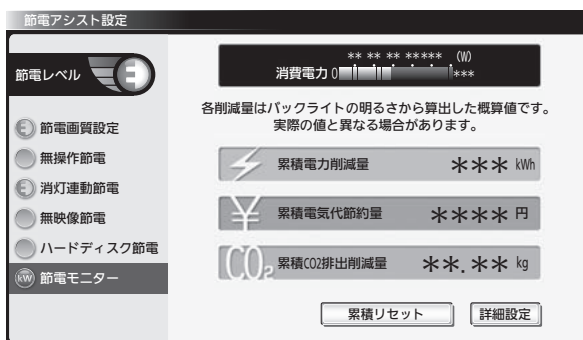 節電アシスト設定
節電レベル E
** ** ** ***** (W)
消費電力 0 ***
各削減量はバックライトの明るさから算出した概算値です。
実際の値と異なる場合があります。
E 節電画質設定
無操作節電
E 消灯連動節電
無映像節電
ハードディスク節電
kW 節電モニター
累積電力削減量 *** kWh
¥ 累積電気代節約量 **** 円
CO₂ 累積CO2排出削減量 **.** kg
累積リセット 詳細設定